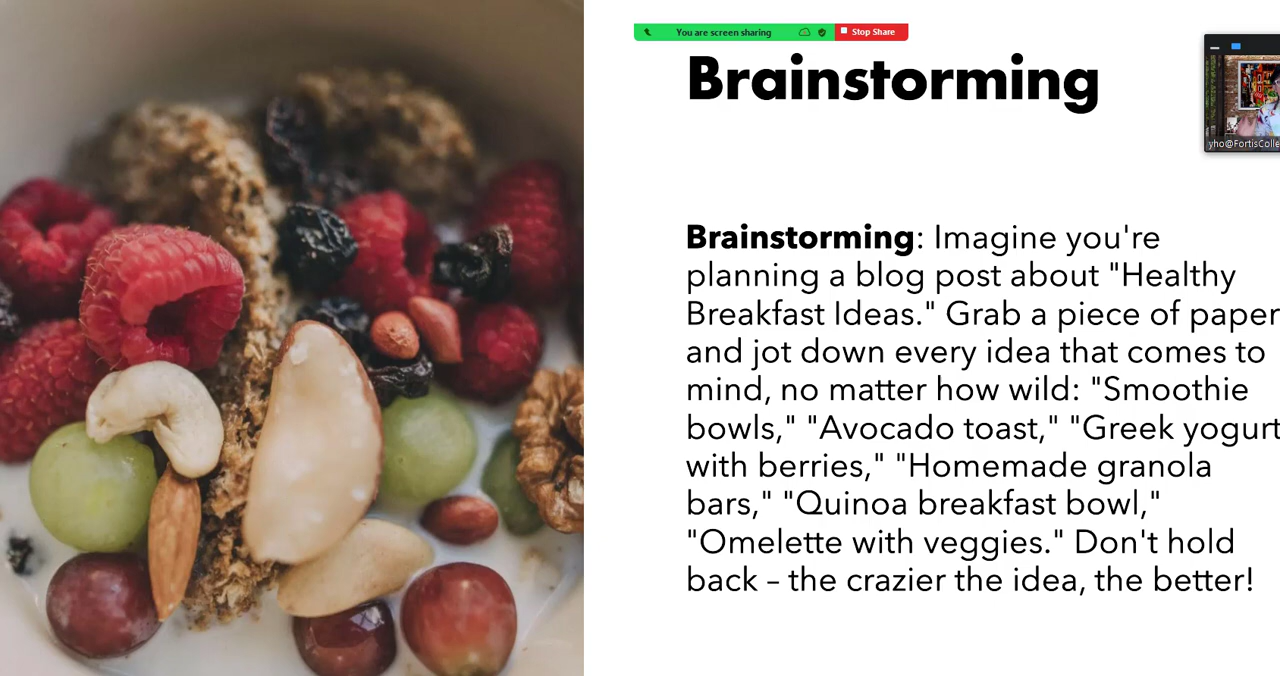 You are screen sharing
Stop Share
Brainstorming
yho@FortisColle
Brainstorming: Imagine you're
planning a blog post about "Healthy
Breakfast Ideas." Grab a piece of paper
and jot down every idea that comes to
mind, no matter how wild: "Smoothie
bowls," "Avocado toast," "Greek yogurt
with berries," "Homemade granola
bars," "Quinoa breakfast bowl,"
"Omelette with veggies." Don't hold
back – the crazier the idea, the better!